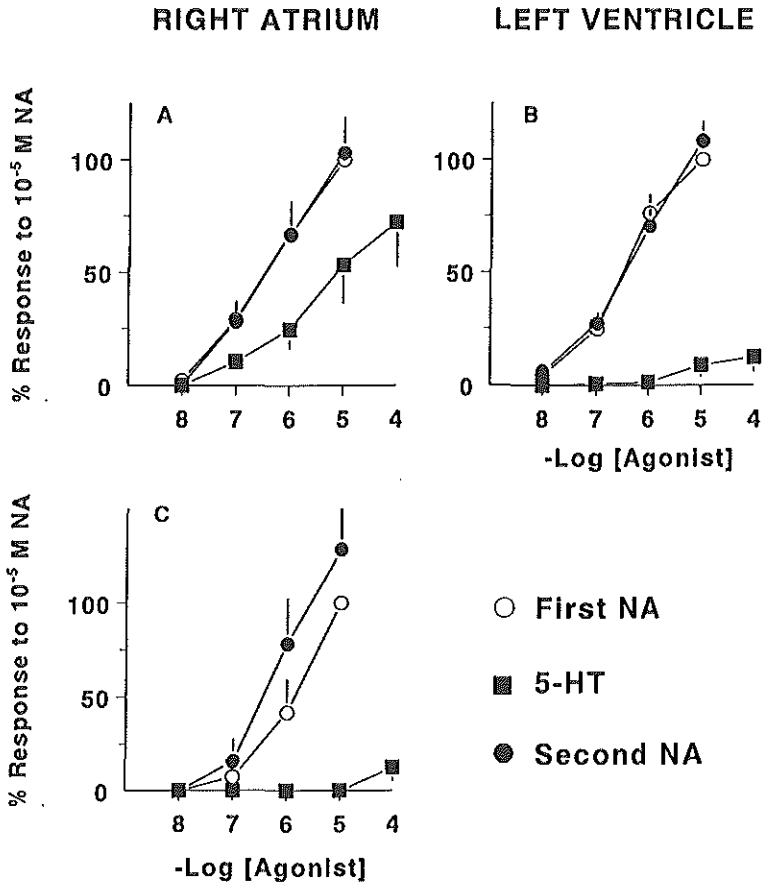 RIGHT ATRIUM
LEFT VENTRICLE
% Response to 10⁻⁵ M NA
A
100
50
0
8 7 6 5 4
B
100
50
0
8 7 6 5 4
-Log [Agonist]
% Response to 10⁻⁵ M NA
C
100
50
0
8 7 6 5 4
-Log [Agonist]
First NA
5-HT
Second NA